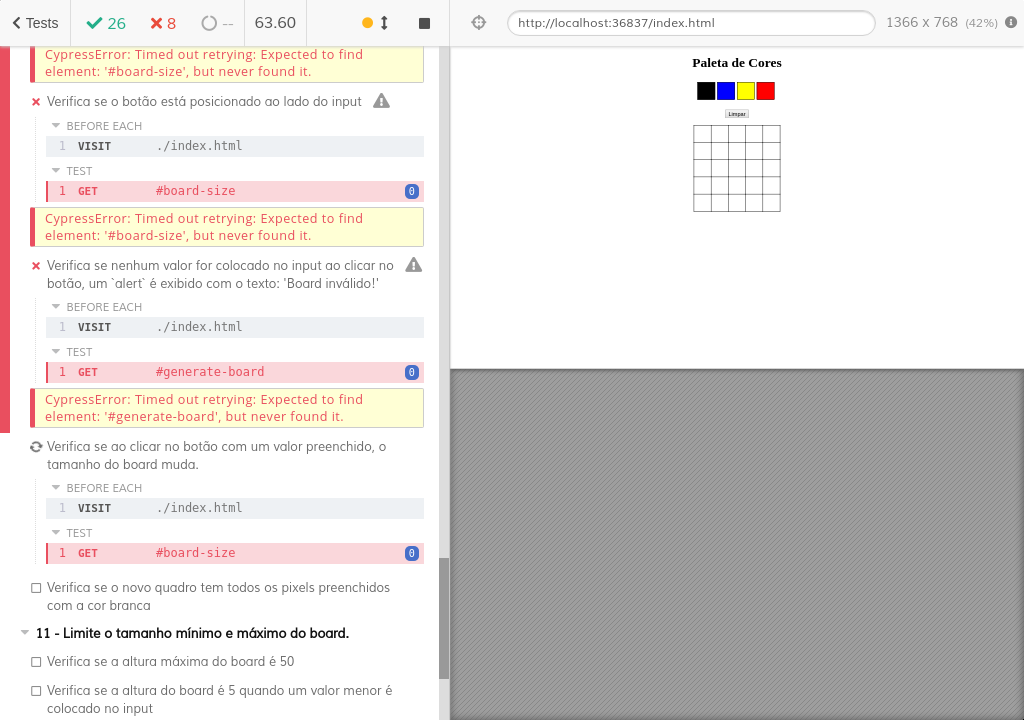 Tests
26
8
--
63.60
http://localhost:36837/index.html
1366 x 768 (42%)
CypressError: Timed out retrying: Expected to find
element: '#board-size', but never found it.
Verifica se o botão está posicionado ao lado do input
BEFORE EACH
1 VISIT ./index.html
TEST
1 GET #board-size 0
CypressError: Timed out retrying: Expected to find
element: '#board-size', but never found it.
Verifica se nenhum valor for colocado no input ao clicar no
botão, um `alert` é exibido com o texto: 'Board inválido!'
BEFORE EACH
1 VISIT ./index.html
TEST
1 GET #generate-board 0
CypressError: Timed out retrying: Expected to find
element: '#generate-board', but never found it.
Verifica se ao clicar no botão com um valor preenchido, o
tamanho do board muda.
BEFORE EACH
1 VISIT ./index.html
TEST
1 GET #board-size 0
Verifica se o novo quadro tem todos os pixels preenchidos
com a cor branca
11 - Limite o tamanho mínimo e máximo do board.
Verifica se a altura máxima do board é 50
Verifica se a altura do board é 5 quando um valor menor é
colocado no input
Paleta de Cores
Limpar